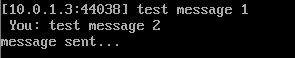 [10.0.1.3:44038] test message 1
You: test message 2
message sent...